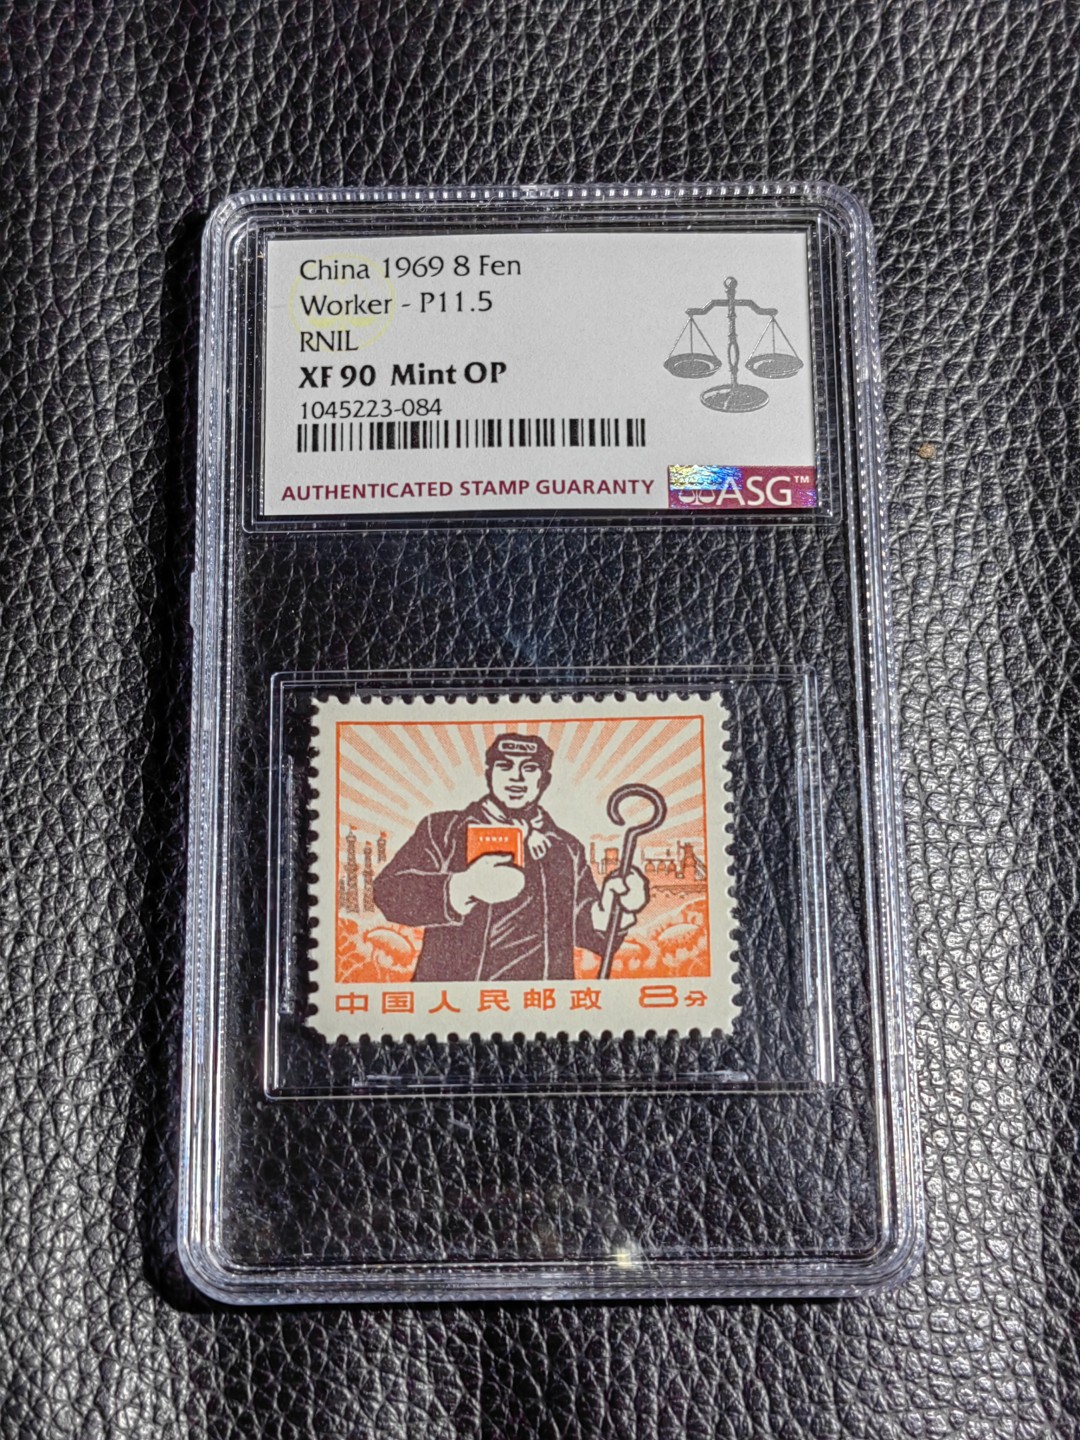 China 1969 8 Fen
Worker - P11.5
RNIL
XF 90 Mint OP
1045223-084
AUTHENTICATED STAMP GUARANTY
ASG™
中国人民邮政 8分